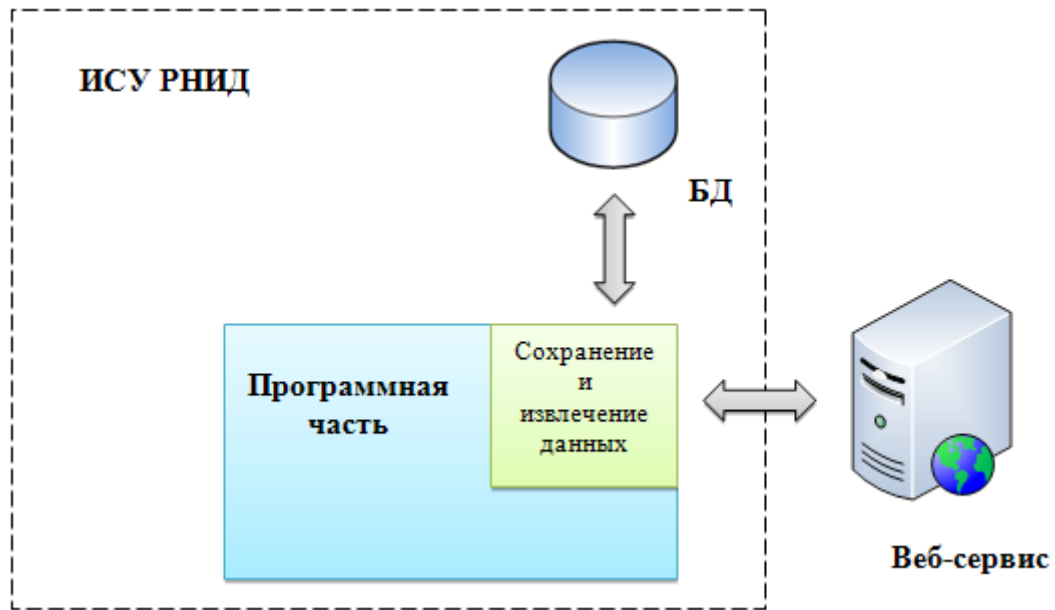 ИСУ РНИД
БД
Сохранение
и
извлечение
данных
Программная
часть
Веб-сервис